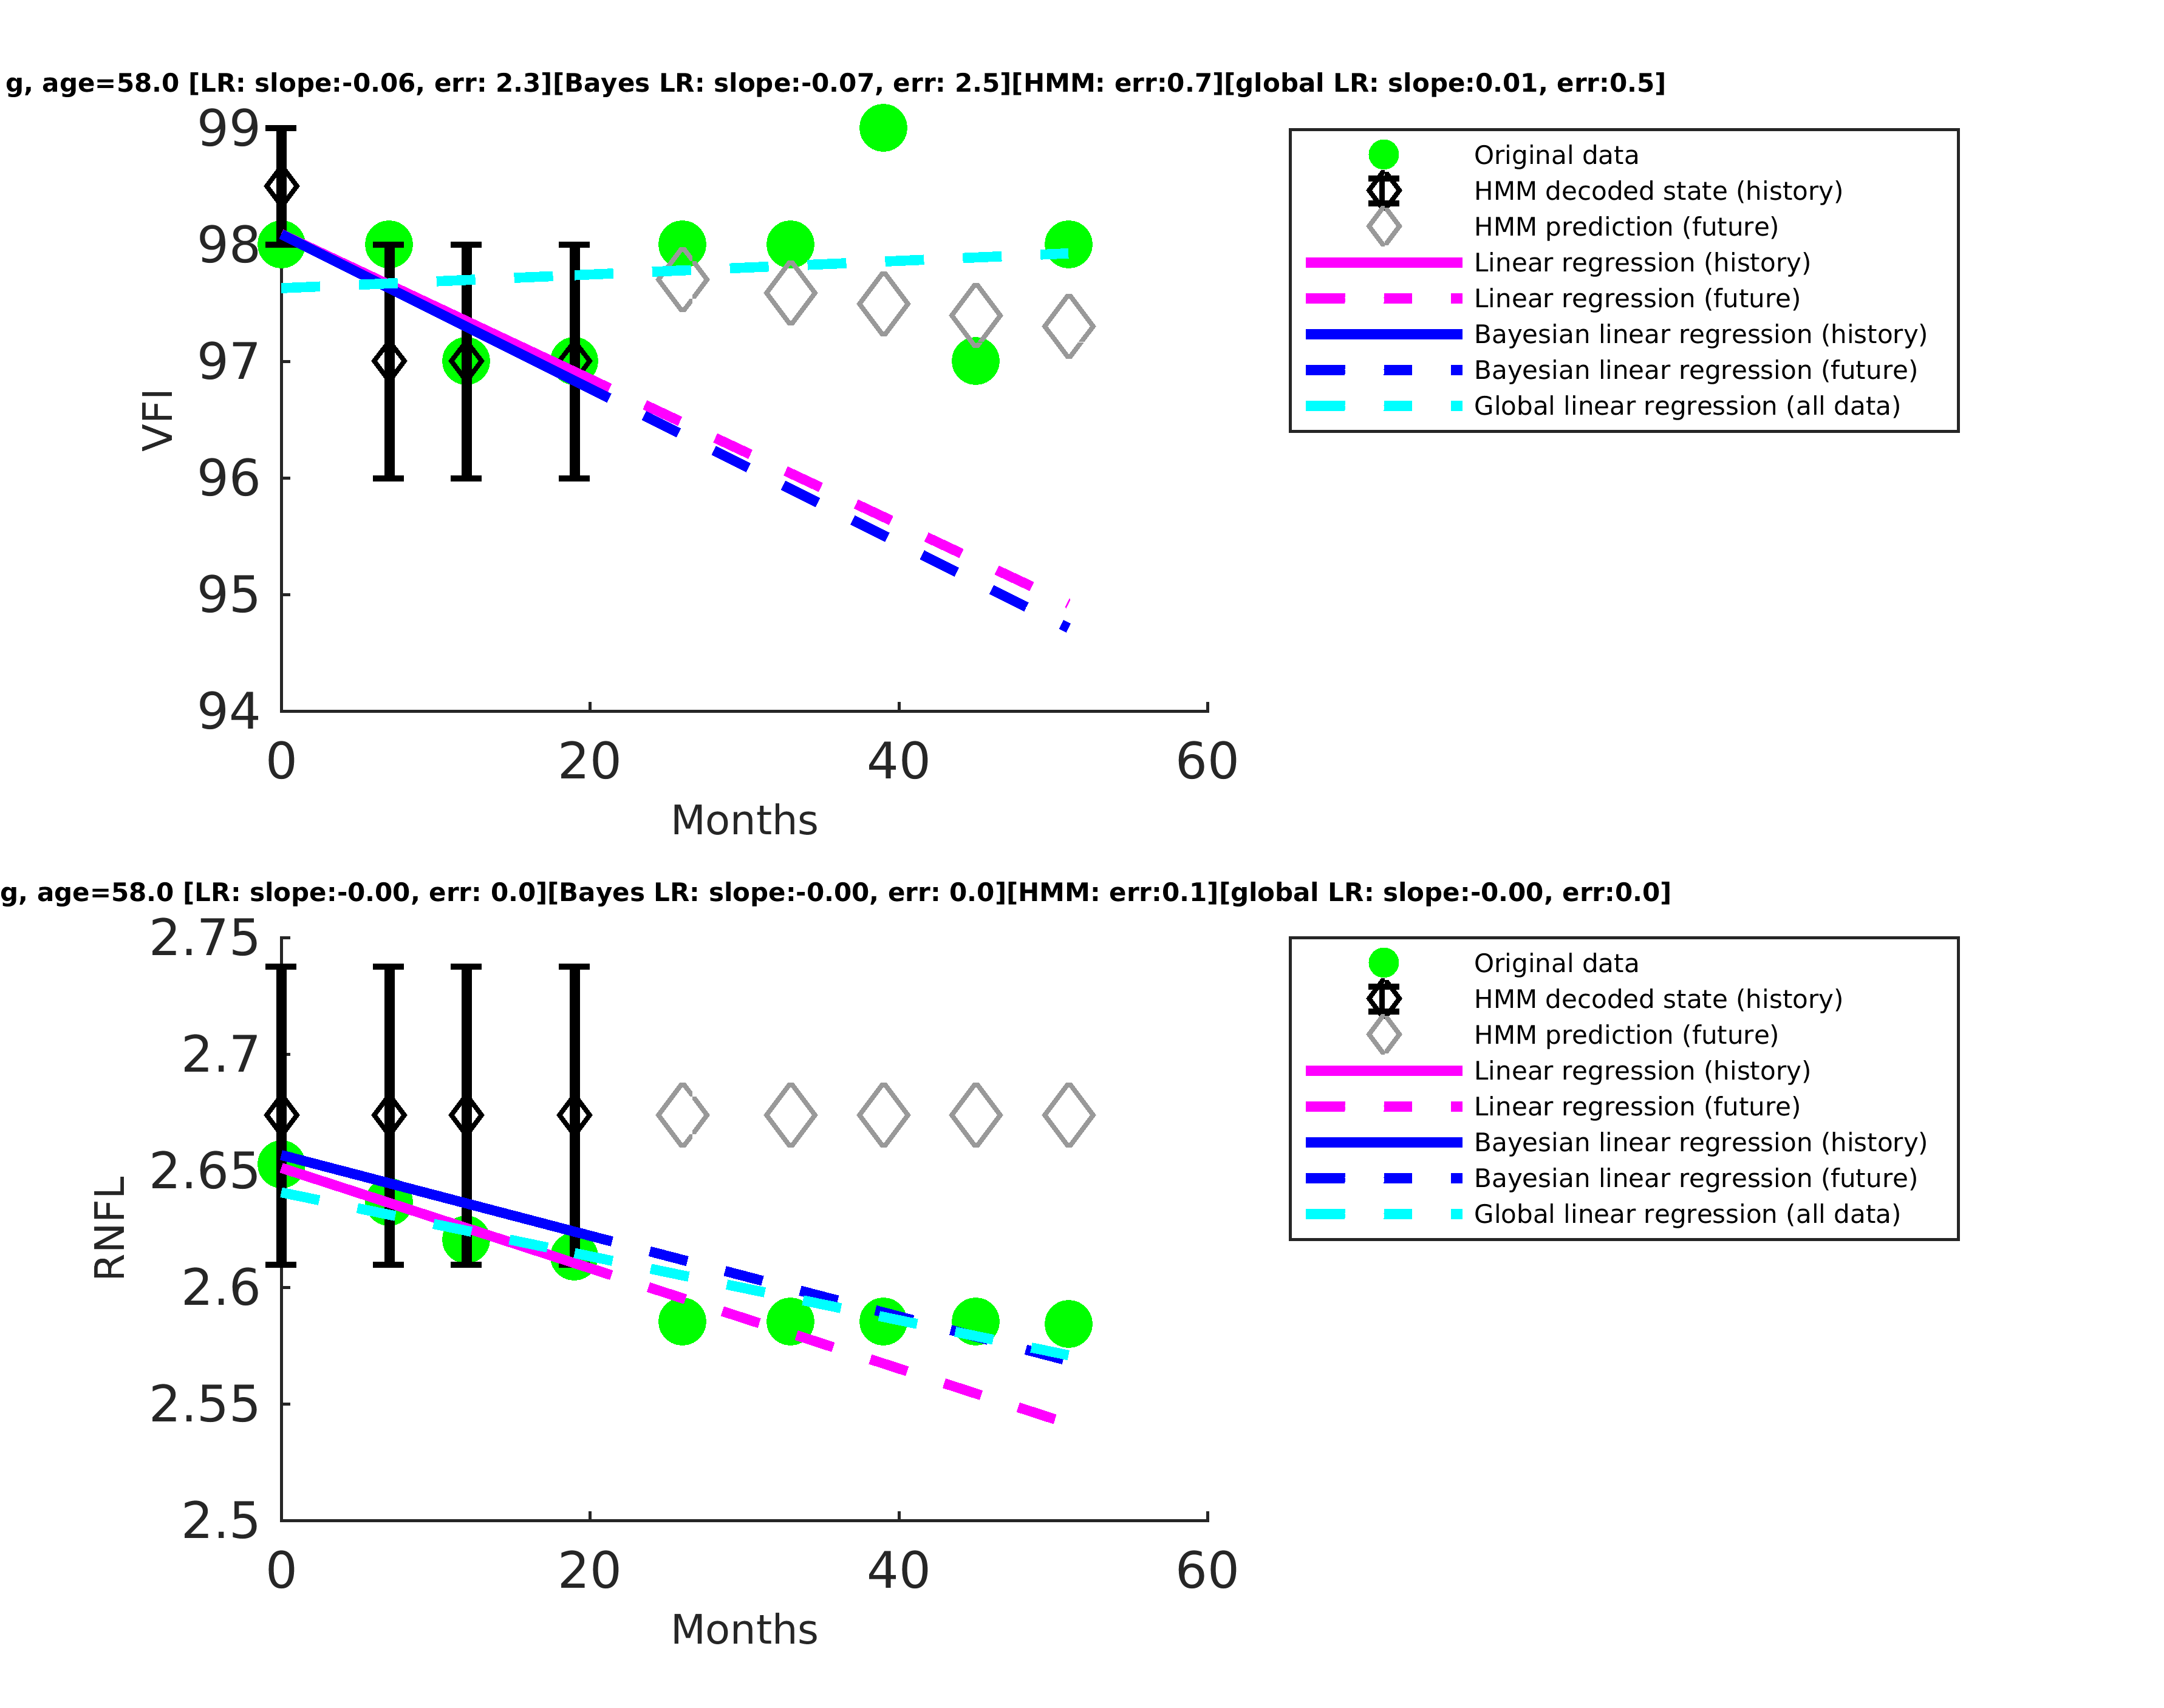 g, age=58.0 [LR: slope:-0.06, err: 2.3][Bayes LR: slope:-0.07, err: 2.5][HMM: err:0.7][global LR: slope:0.01, err:0.5]
99
98
97
96
95
94
VFI
0 20 40 60
Months
Original data
HMM decoded state (history)
HMM prediction (future)
Linear regression (history)
Linear regression (future)
Bayesian linear regression (history)
Bayesian linear regression (future)
Global linear regression (all data)
g, age=58.0 [LR: slope:-0.00, err: 0.0][Bayes LR: slope:-0.00, err: 0.0][HMM: err:0.1][global LR: slope:-0.00, err:0.0]
2.75
2.7
2.65
2.6
2.55
2.5
RNFL
0 20 40 60
Months
Original data
HMM decoded state (history)
HMM prediction (future)
Linear regression (history)
Linear regression (future)
Bayesian linear regression (history)
Bayesian linear regression (future)
Global linear regression (all data)